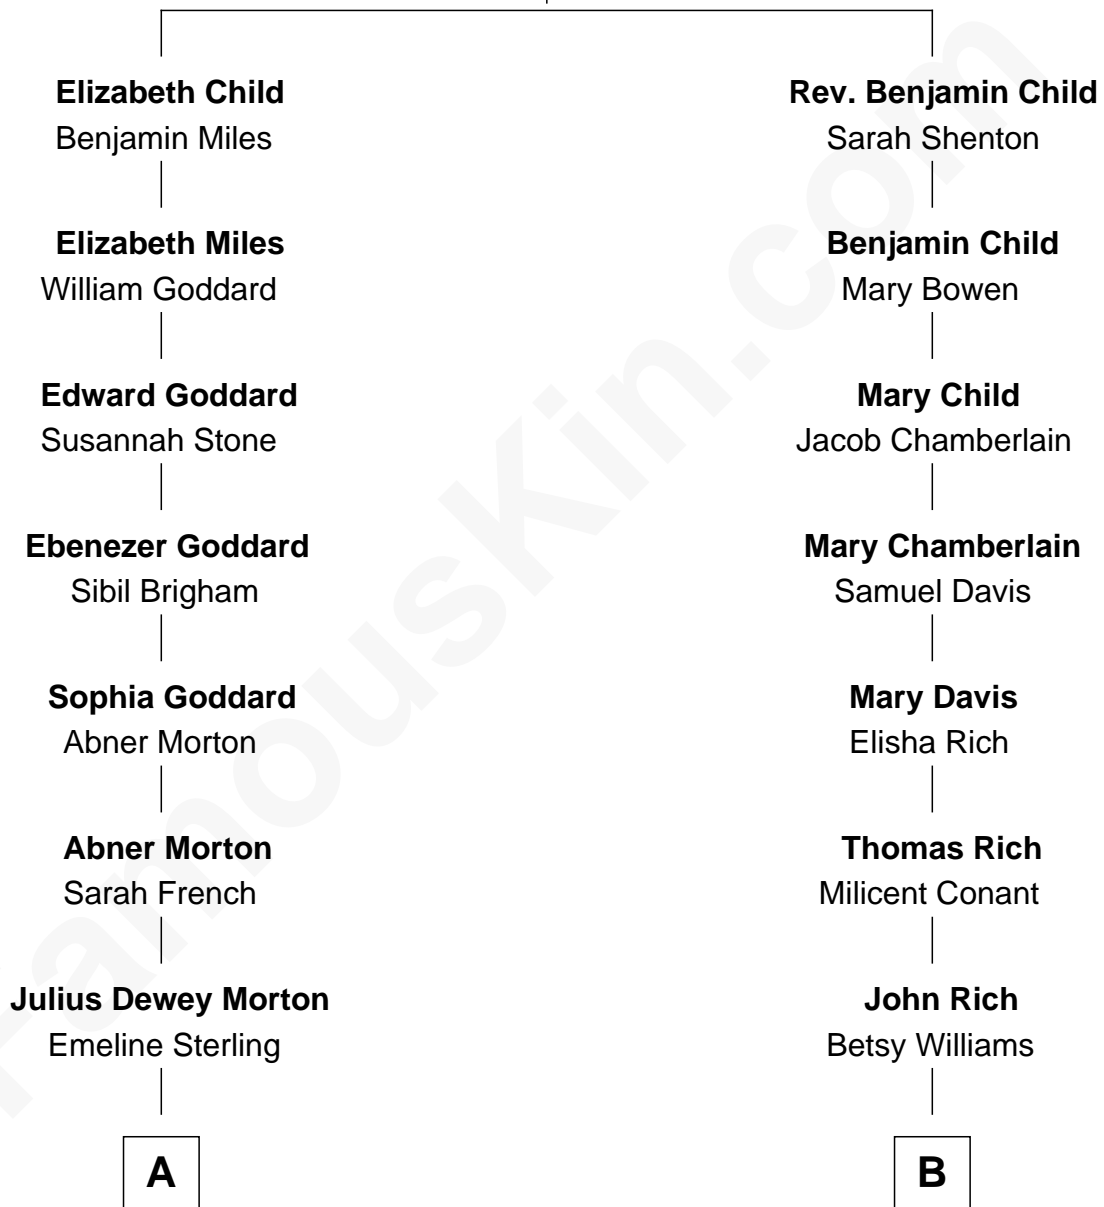 Elizabeth Child
Benjamin Miles
Elizabeth Miles
William Goddard
Edward Goddard
Susannah Stone
Ebenezer Goddard
Sibil Brigham
Sophia Goddard
Abner Morton
Abner Morton
Sarah French
Julius Dewey Morton
Emeline Sterling
A
Rev. Benjamin Child
Sarah Shenton
Benjamin Child
Mary Bowen
Mary Child
Jacob Chamberlain
Mary Chamberlain
Samuel Davis
Mary Davis
Elisha Rich
Thomas Rich
Milicent Conant
John Rich
Betsy Williams
B
FamousKin.com